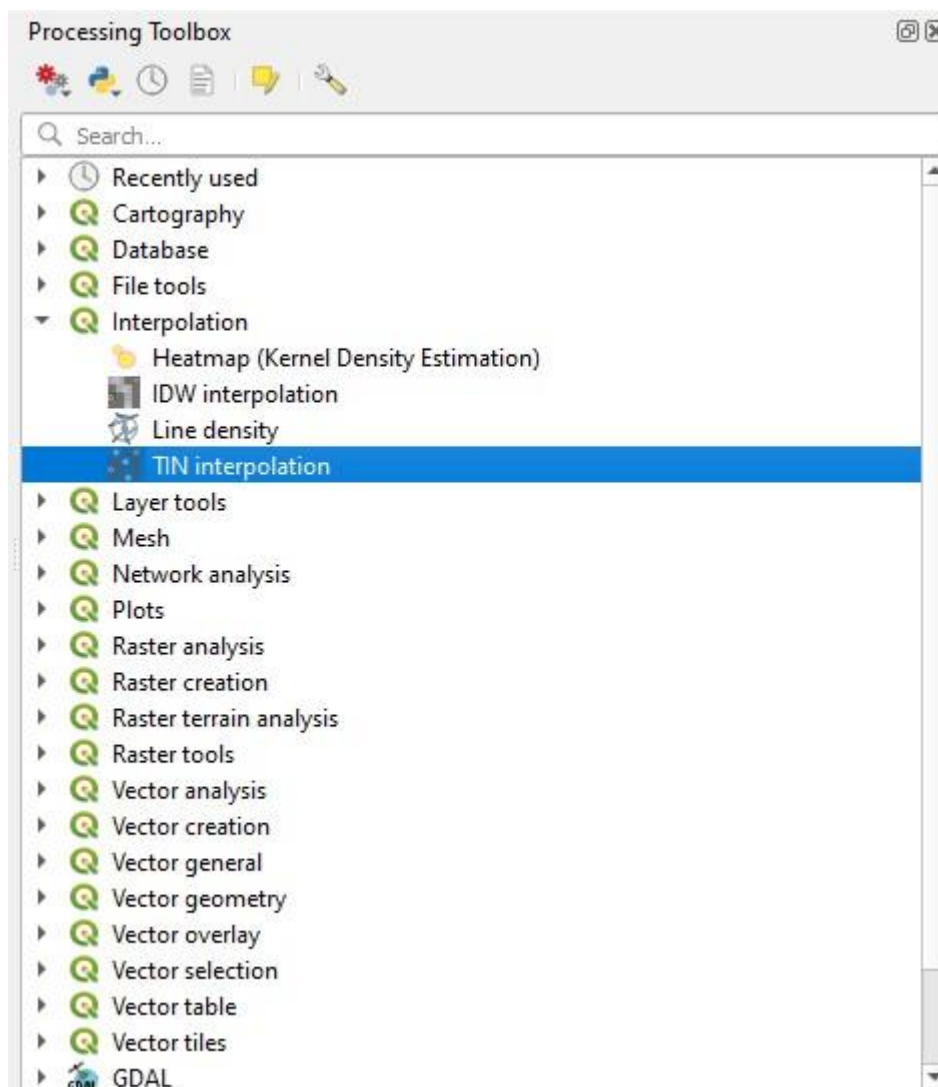 Processing Toolbox
Search...
Recently used
Cartography
Database
File tools
Interpolation
Heatmap (Kernel Density Estimation)
IDW interpolation
Line density
TIN interpolation
Layer tools
Mesh
Network analysis
Plots
Raster analysis
Raster creation
Raster terrain analysis
Raster tools
Vector analysis
Vector creation
Vector general
Vector geometry
Vector overlay
Vector selection
Vector table
Vector tiles
GDAL